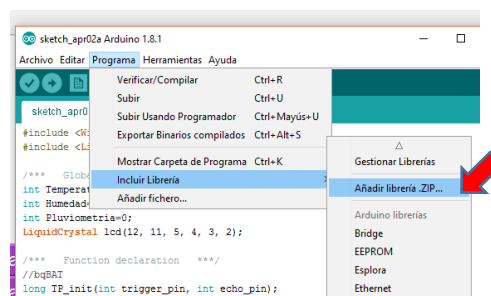 sketch_apr02a Arduino 1.8.1
Archivo Editar Programa Herramientas Ayuda
Verificar/Compilar Ctrl+R
Subir Ctrl+U
Subir Usando Programador Ctrl+Mayús+U
Exportar Binarios compilados Ctrl+Alt+S
Mostrar Carpeta de Programa Ctrl+K
Incluir Librería
Añadir fichero...
Gestionar Librerías
Añadir librería .ZIP...
Arduino librerías
Bridge
EEPROM
Esplora
Ethernet
sketch_apr0
#include <Wi
#include <Li
/*** Globa
int Temperat
int Humedad=
int Pluviometria=0;
LiquidCrystal lcd(12, 11, 5, 4, 3, 2);
/*** Function declaration ***/
//bqBAT
long TP_init(int trigger_pin, int echo_pin);